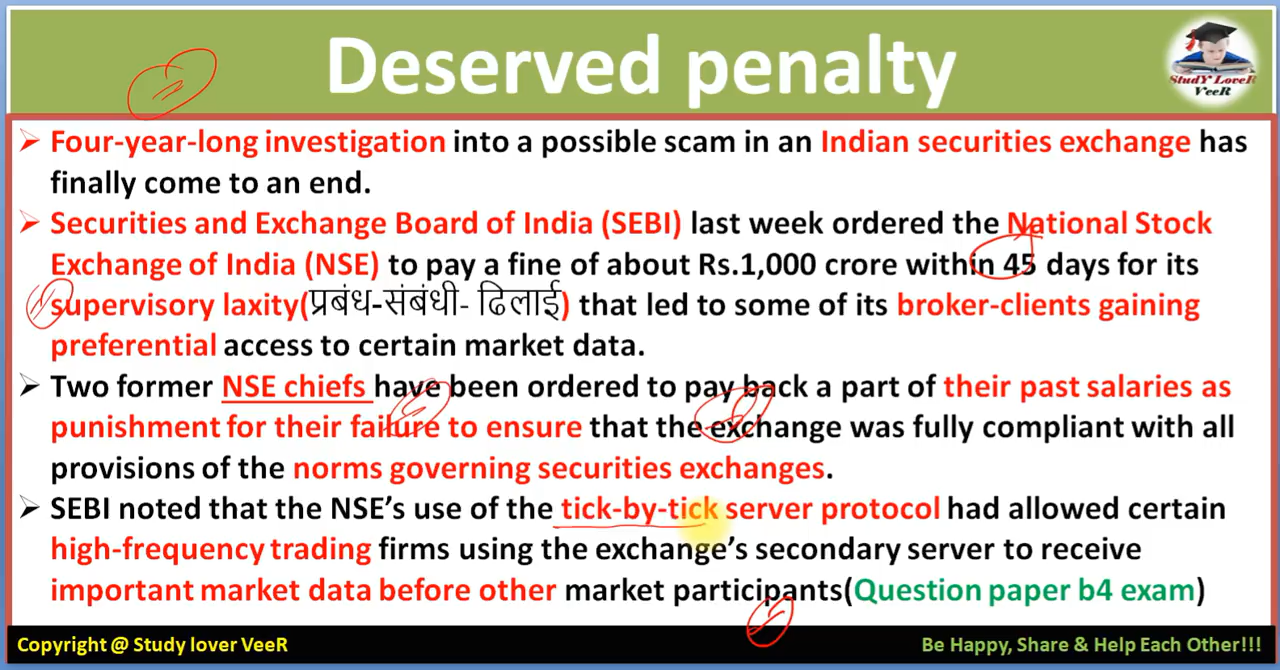 Deserved penalty
StudY LoveR
VeeR
Four-year-long investigation into a possible scam in an Indian securities exchange has
finally come to an end.
Securities and Exchange Board of India (SEBI) last week ordered the National Stock
Exchange of India (NSE) to pay a fine of about Rs.1,000 crore within 45 days for its
supervisory laxity(प्रबंध-संबंधी- ढिलाई) that led to some of its broker-clients gaining
preferential access to certain market data.
Two former NSE chiefs have been ordered to pay back a part of their past salaries as
punishment for their failure to ensure that the exchange was fully compliant with all
provisions of the norms governing securities exchanges.
SEBI noted that the NSE’s use of the tick-by-tick server protocol had allowed certain
high-frequency trading firms using the exchange’s secondary server to receive
important market data before other market participants(Question paper b4 exam)
Copyright @ Study lover VeeR
Be Happy, Share & Help Each Other!!!